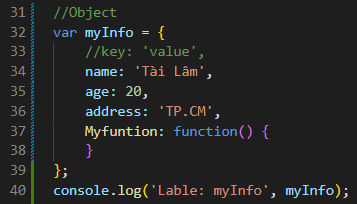 31 //Object
32 var myInfo = {
33 //key: 'value',
34 name: 'Tài Lâm',
35 age: 20,
36 address: 'TP.CM',
37 Myfuntion: function() {
38 }
39 };
40 console.log('Lable: myInfo', myInfo);